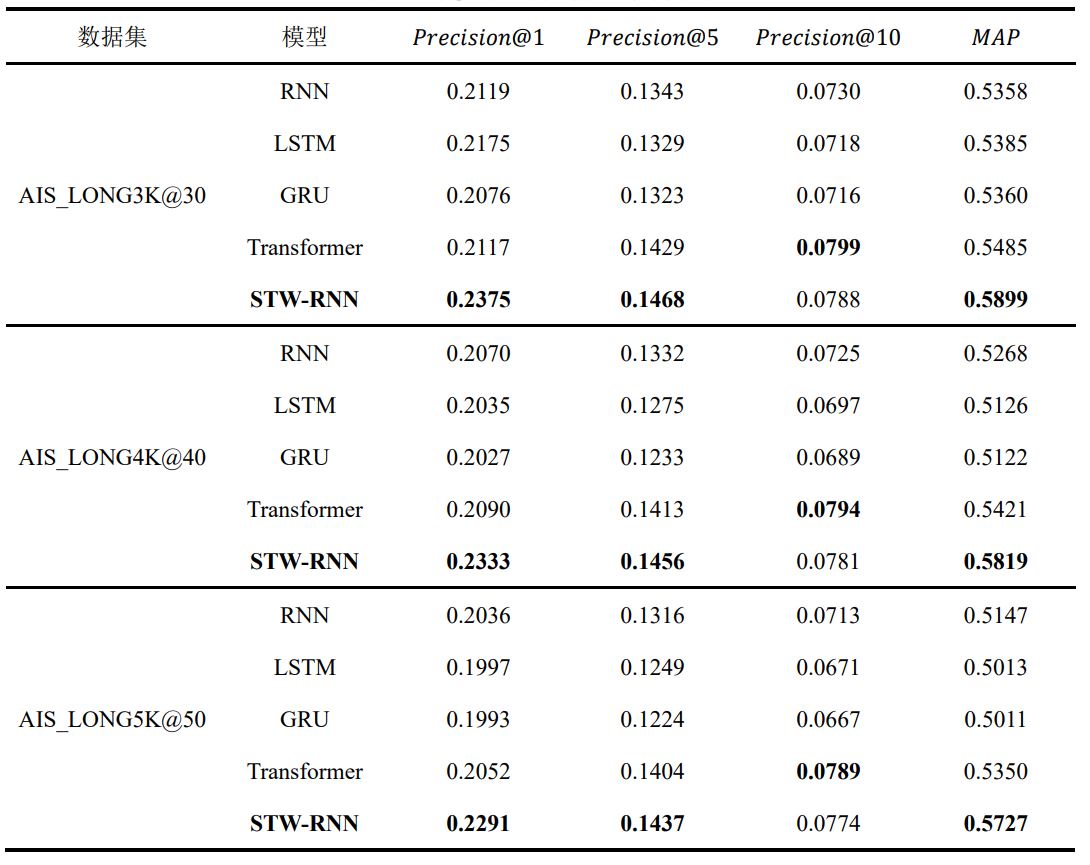 数据集 模型 Precision@1 Precision@5 Precision@10 MAP
RNN 0.2119 0.1343 0.0730 0.5358
LSTM 0.2175 0.1329 0.0718 0.5385
AIS_LONG3K@30 GRU 0.2076 0.1323 0.0716 0.5360
Transformer 0.2117 0.1429 0.0799 0.5485
STW-RNN 0.2375 0.1468 0.0788 0.5899
RNN 0.2070 0.1332 0.0725 0.5268
LSTM 0.2035 0.1275 0.0697 0.5126
AIS_LONG4K@40 GRU 0.2027 0.1233 0.0689 0.5122
Transformer 0.2090 0.1413 0.0794 0.5421
STW-RNN 0.2333 0.1456 0.0781 0.5819
RNN 0.2036 0.1316 0.0713 0.5147
LSTM 0.1997 0.1249 0.0671 0.5013
AIS_LONG5K@50 GRU 0.1993 0.1224 0.0667 0.5011
Transformer 0.2052 0.1404 0.0789 0.5350
STW-RNN 0.2291 0.1437 0.0774 0.5727